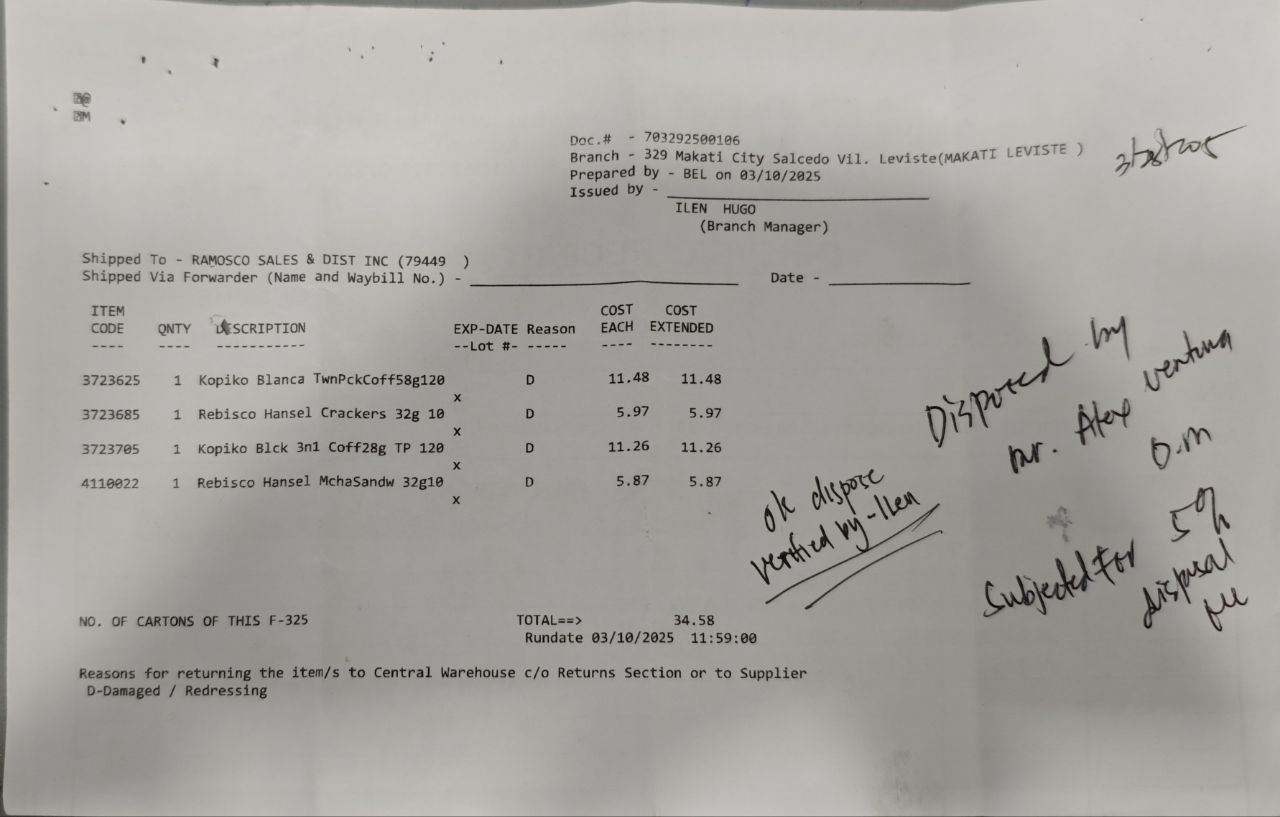 Doc.# - 703292500106
Branch - 329 Makati City Salcedo Vil. Leviste(MAKATI LEVISTE )
Prepared by - BEL on 03/10/2025
Issued by -
ILEN HUGO
(Branch Manager)
Shipped To - RAMOSCO SALES & DIST INC (79449 )
Shipped Via Forwarder (Name and Waybill No.) - Date -
ITEM COST COST
CODE QNTY DESCRIPTION EXP-DATE Reason EACH EXTENDED
---- ---- ----------- --Lot #- ----- ---- --------
3723625 1 Kopiko Blanca TwnPckCoff58g120 D 11.48 11.48
x
3723685 1 Rebisco Hansel Crackers 32g 10 D 5.97 5.97
x
3723705 1 Kopiko Blck 3n1 Coff28g TP 120 D 11.26 11.26
x
4110022 1 Rebisco Hansel MchaSandw 32g10 D 5.87 5.87
x
ok dispose
verified by - Ilen
Disposed by
mr. Alex ventura
O.m
Subjected for 5%
disposal
fee
NO. OF CARTONS OF THIS F-325 TOTAL==> 34.58
Rundate 03/10/2025 11:59:00
Reasons for returning the item/s to Central Warehouse c/o Returns Section or to Supplier
D-Damaged / Redressing